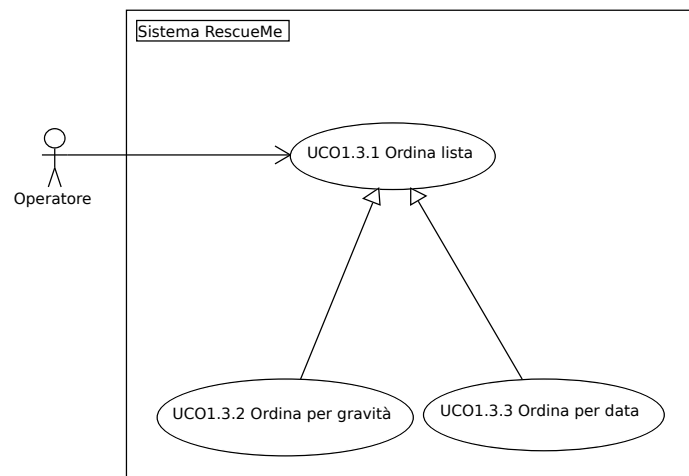 Sistema RescueMe
UCO1.3.1 Ordina lista
Operatore
UCO1.3.2 Ordina per gravità
UCO1.3.3 Ordina per data